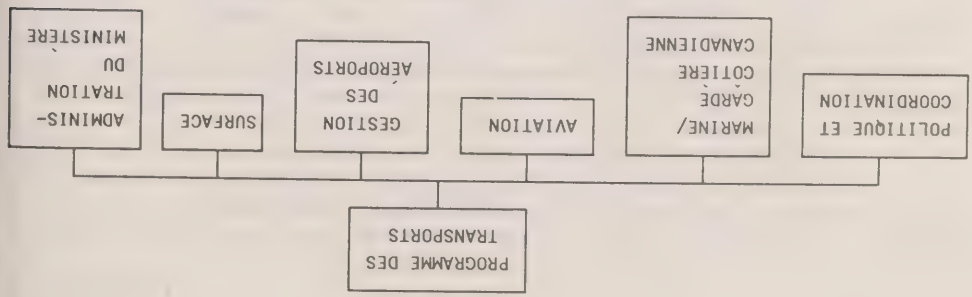 PROGRAMME DES
TRANSPORTS
POLITIQUE ET
COORDINATION
MARINE/
GARDE
CÔTIÈRE
CANADIENNE
AVIATION
GESTION
DES
AÉROPORTS
SURFACE
ADMINIS-
TRATION
DU
MINISTÈRE